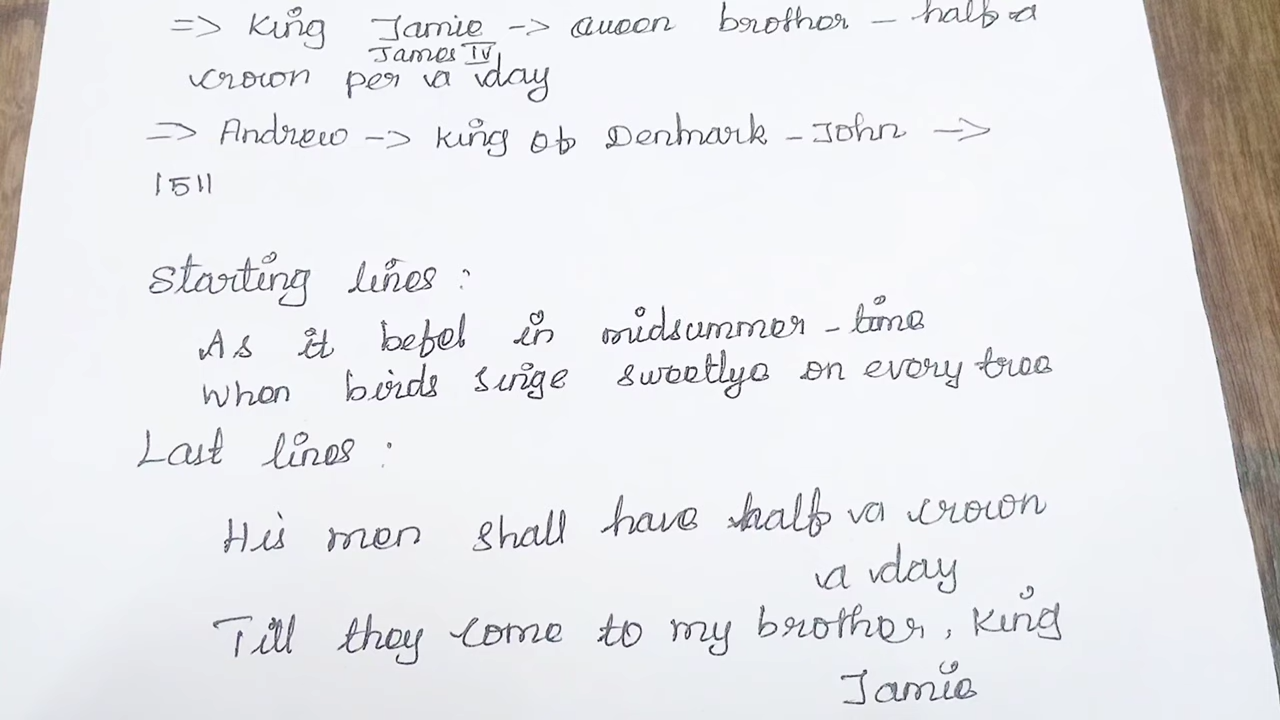 => King Jamie -> Queen brother - half a
James IV
crown per a day
=> Andrew -> King of Denmark - John ->
1511
Starting lines :
As it befel in midsummer - time
When birds singe sweetlye on every tree
Last lines :
His men shall have half a crown
a day
Till they come to my brother, King
Jamie